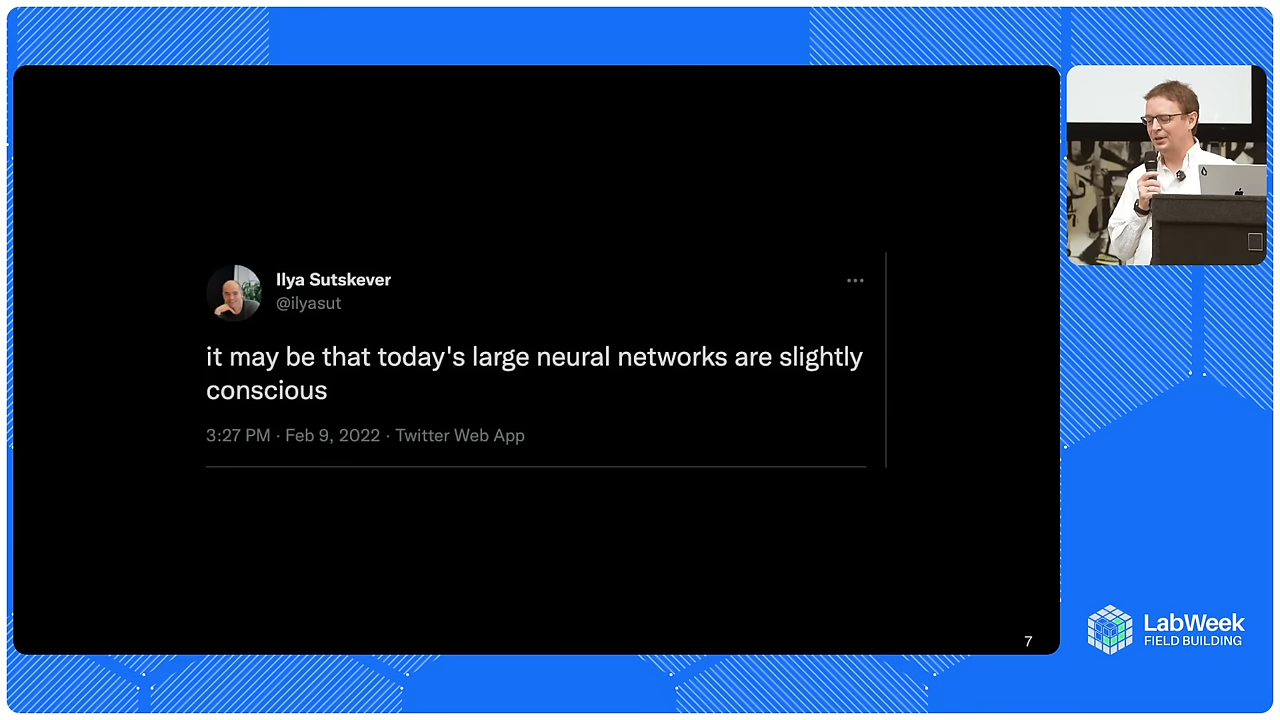 Ilya Sutskever
@ilyasut
it may be that today's large neural networks are slightly
conscious
3:27 PM · Feb 9, 2022 · Twitter Web App
7
LabWeek
FIELD BUILDING